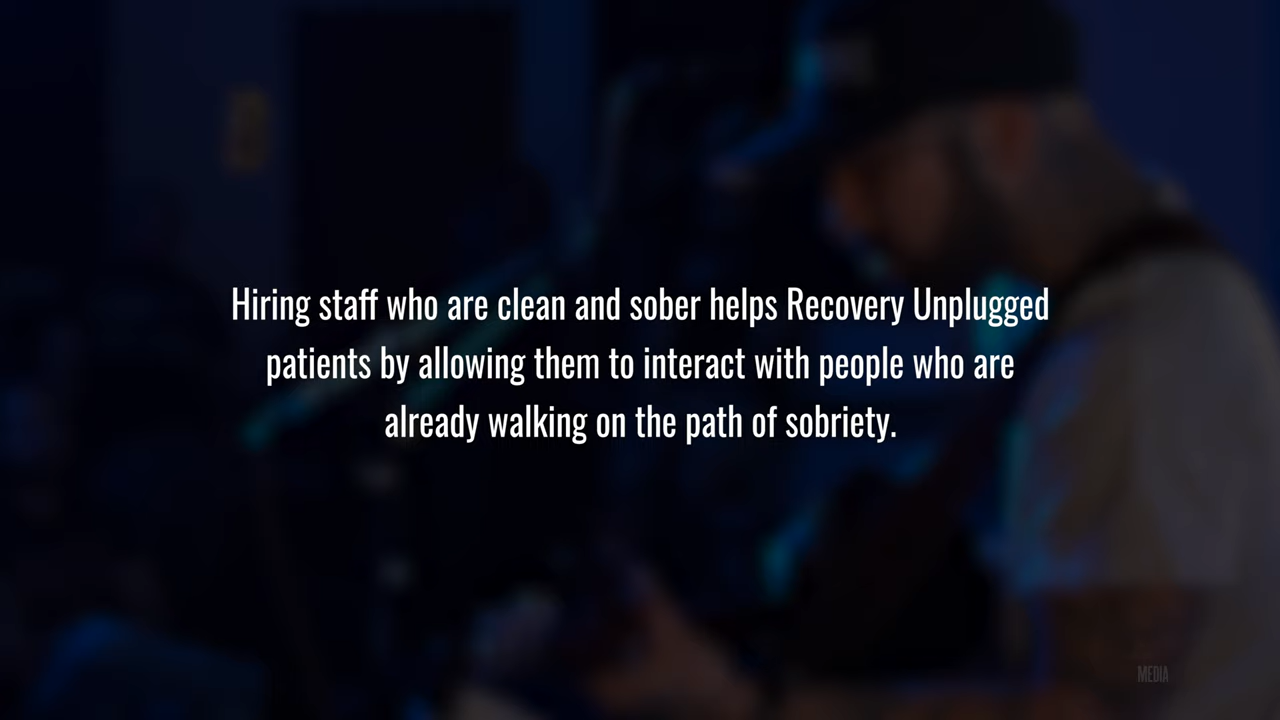 Hiring staff who are clean and sober helps Recovery Unplugged
patients by allowing them to interact with people who are
already walking on the path of sobriety.
MEDIA